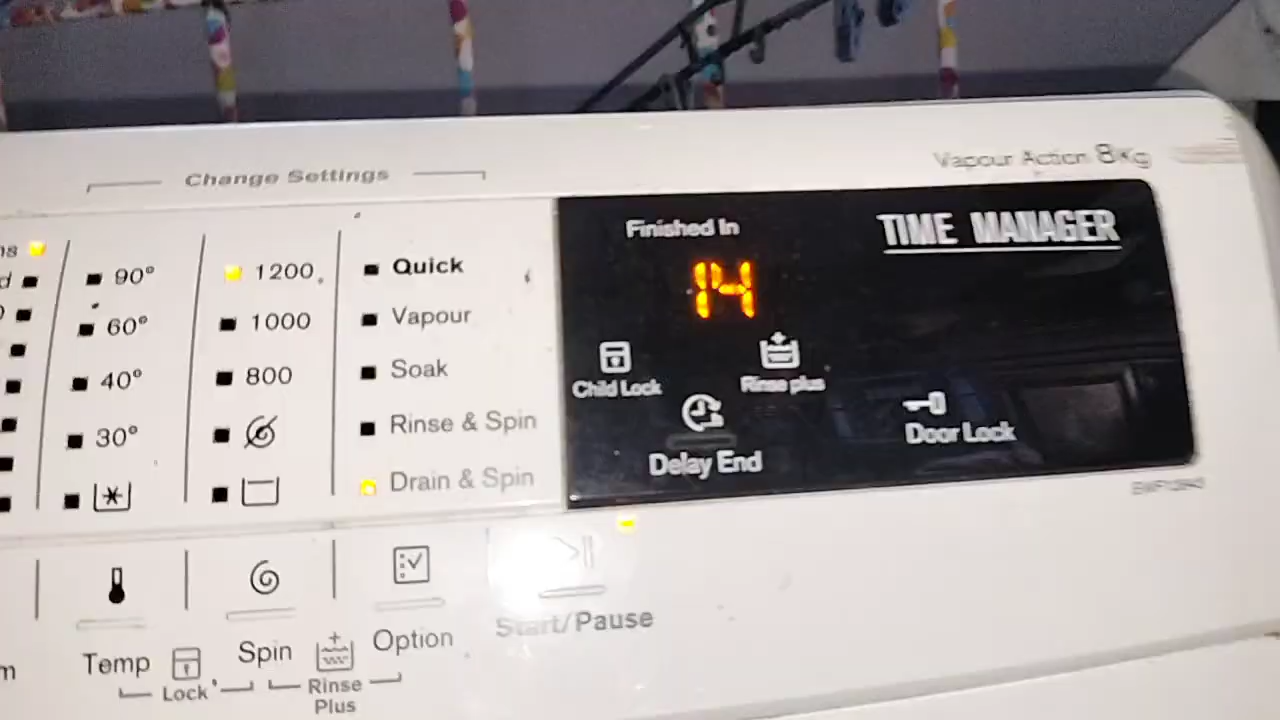 Vapour Action 8Kg
Change Settings
Finished In
TIME MANAGER
14
90°
60°
40°
30°
1200
1000
800
Quick
Vapour
Soak
Rinse & Spin
Drain & Spin
Child Lock
Rinse plus
Delay End
Door Lock
Start/Pause
Temp
Spin
Option
Lock
Rinse
Plus